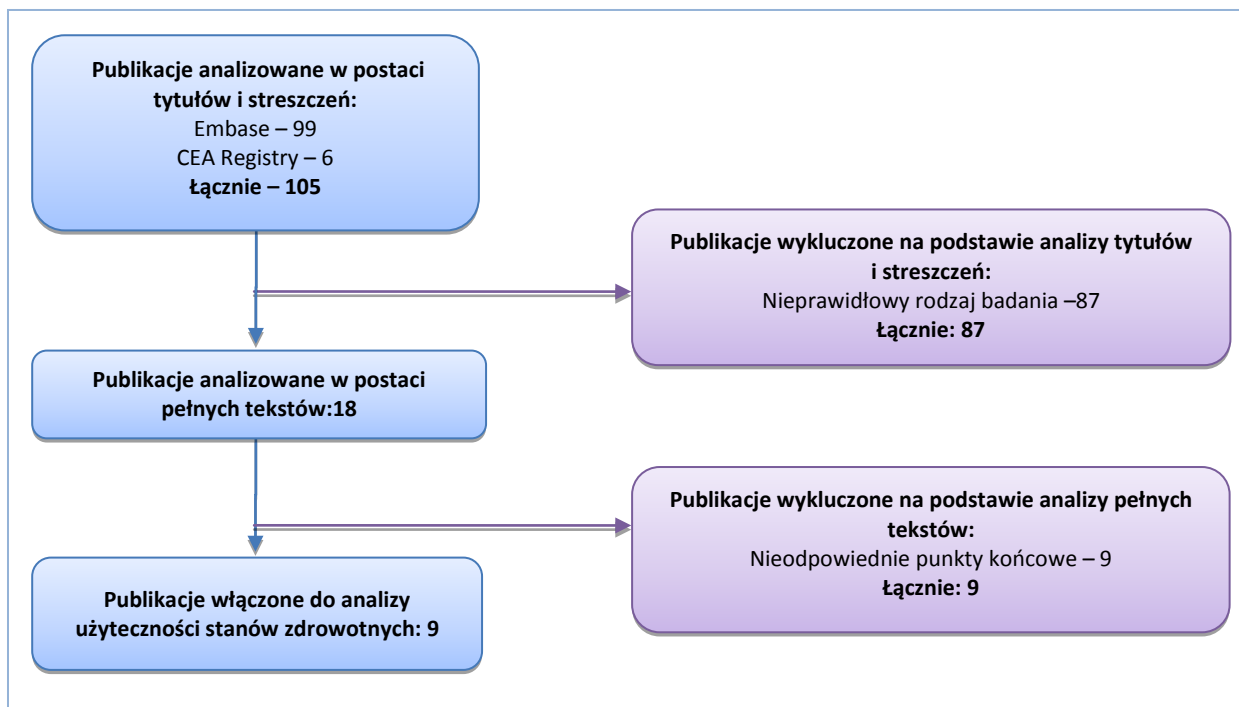 Publikacje analizowane w postaci
tytułów i streszczeń:
Embase – 99
CEA Registry – 6
Łącznie – 105
Publikacje wykluczone na podstawie analizy tytułów
i streszczeń:
Nieprawidłowy rodzaj badania –87
Łącznie: 87
Publikacje analizowane w postaci
pełnych tekstów:18
Publikacje wykluczone na podstawie analizy pełnych
tekstów:
Nieodpowiednie punkty końcowe – 9
Łącznie: 9
Publikacje włączone do analizy
użyteczności stanów zdrowotnych: 9